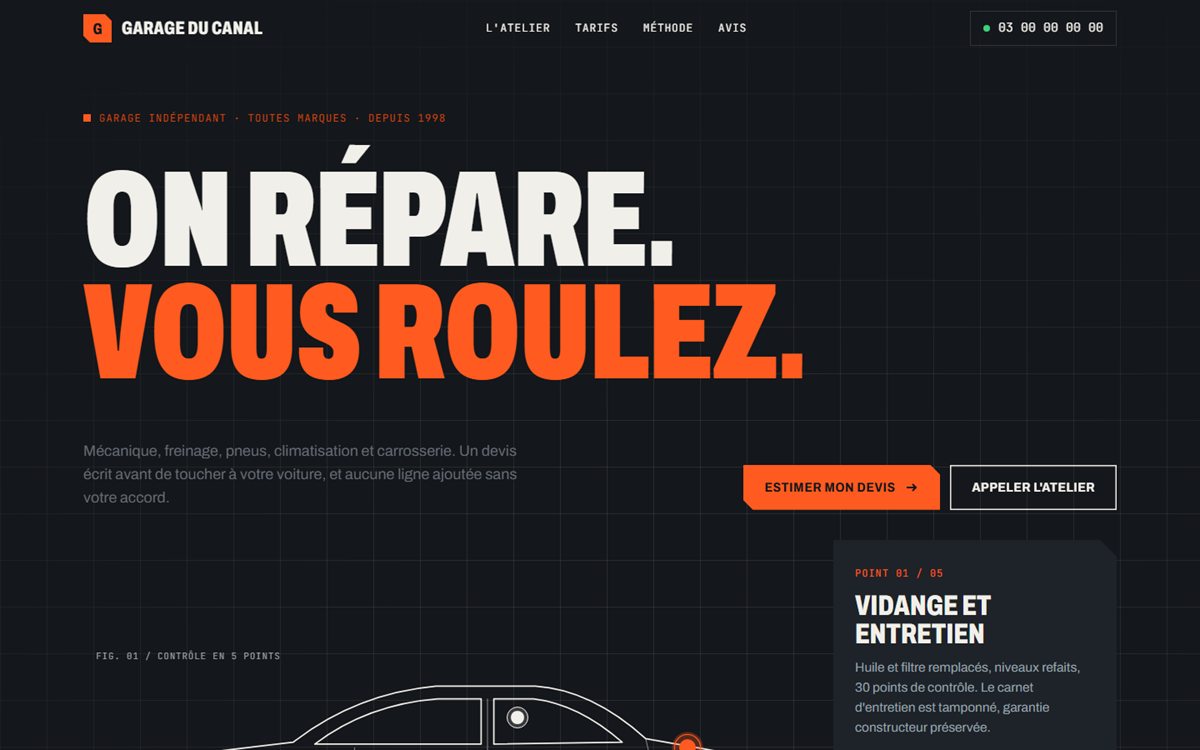 G GARAGE DU CANAL
L'ATELIER TARIFS MÉTHODE AVIS
03 00 00 00 00
GARAGE INDÉPENDANT · TOUTES MARQUES · DEPUIS 1998
ON RÉPARE.
VOUS ROULEZ.
Mécanique, freinage, pneus, climatisation et carrosserie. Un devis
écrit avant de toucher à votre voiture, et aucune ligne ajoutée sans
votre accord.
ESTIMER MON DEVIS →
APPELER L'ATELIER
POINT 01 / 05
VIDANGE ET
ENTRETIEN
Huile et filtre remplacés, niveaux refaits,
30 points de contrôle. Le carnet
d'entretien est tamponné, garantie
constructeur préservée.
FIG. 01 / CONTRÔLE EN 5 POINTS